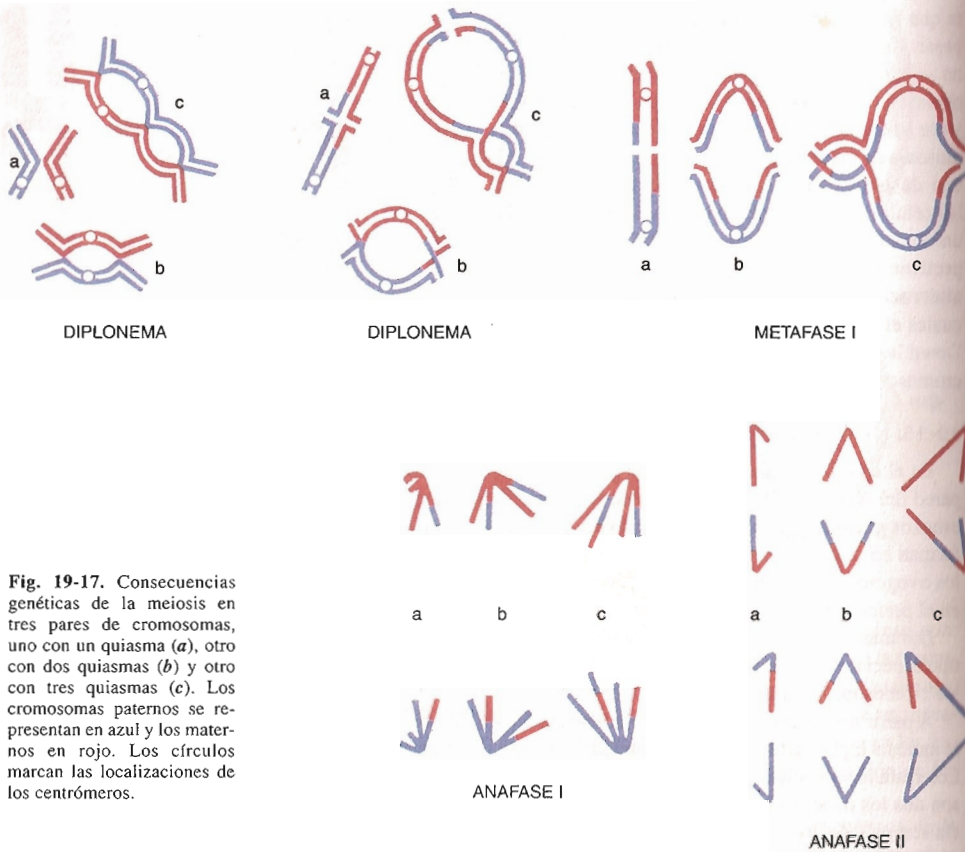 a
c
b
DIPLONEMA
a
c
b
DIPLONEMA
a b c
METAFASE I
a b c
ANAFASE I
a b c
ANAFASE II
Fig. 19-17. Consecuencias
genéticas de la meiosis en
tres pares de cromosomas,
uno con un quiasma (a), otro
con dos quiasmas (b) y otro
con tres quiasmas (c). Los
cromosomas paternos se re-
presentan en azul y los mater-
nos en rojo. Los círculos
marcan las localizaciones de
los centrómeros.